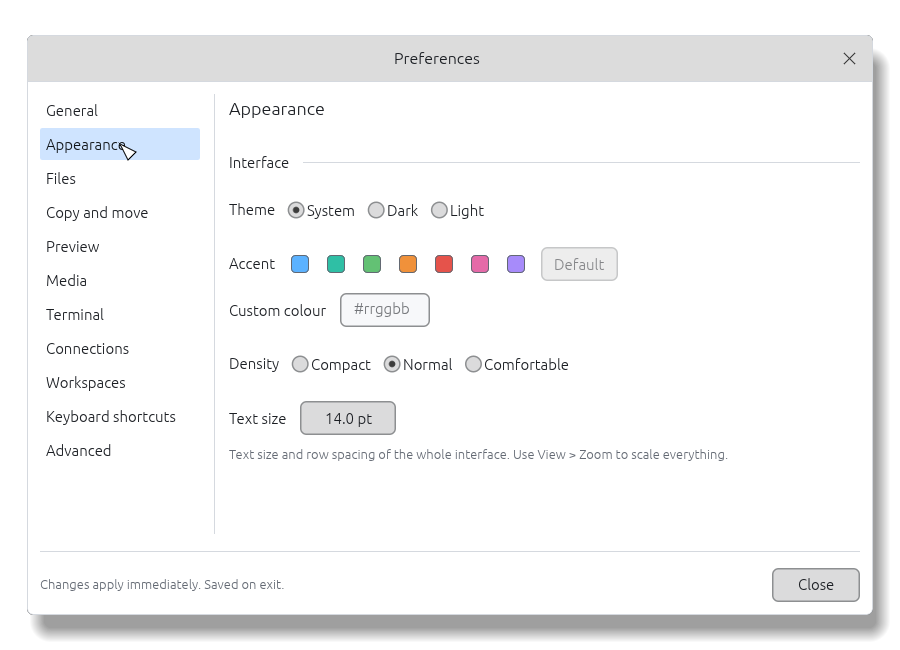 Preferences
General
Appearance
Files
Copy and move
Preview
Media
Terminal
Connections
Workspaces
Keyboard shortcuts
Advanced
Appearance
Interface
Theme System Dark Light
Accent Default
Custom colour #rrggbb
Density Compact Normal Comfortable
Text size 14.0 pt
Text size and row spacing of the whole interface. Use View > Zoom to scale everything.
Changes apply immediately. Saved on exit.
Close